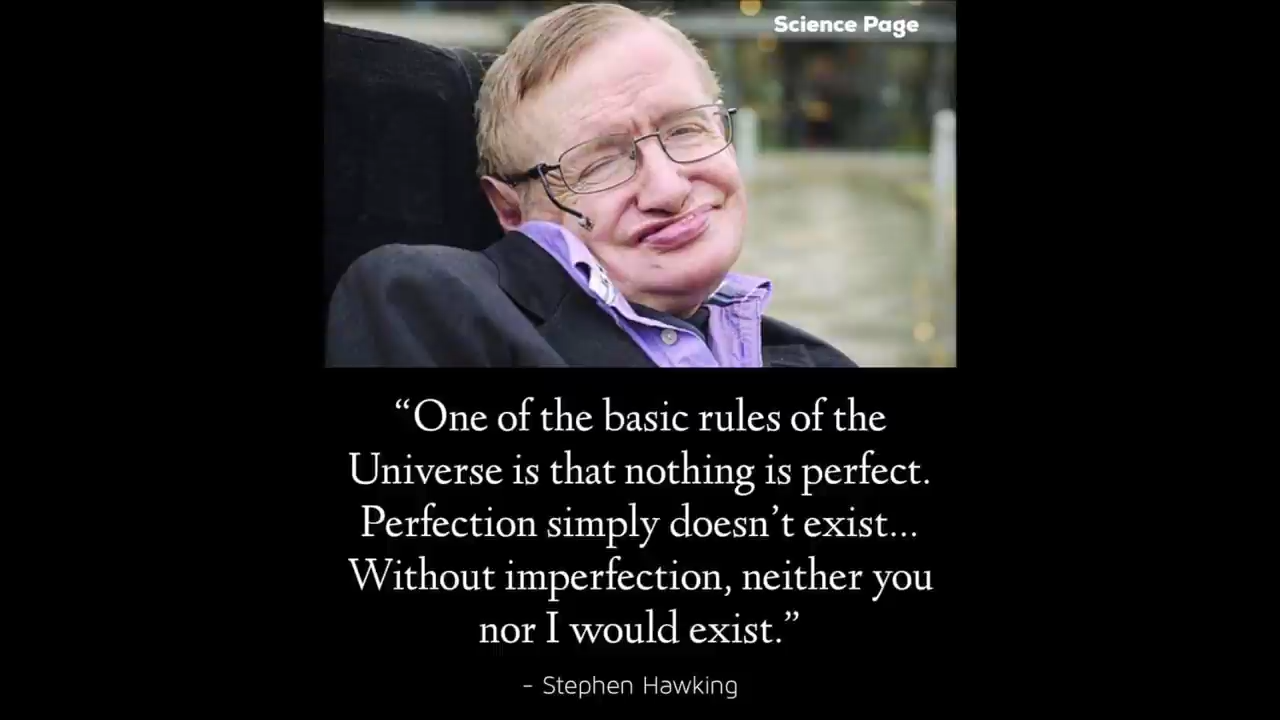 Science Page
“One of the basic rules of the
Universe is that nothing is perfect.
Perfection simply doesn’t exist...
Without imperfection, neither you
nor I would exist.”
- Stephen Hawking